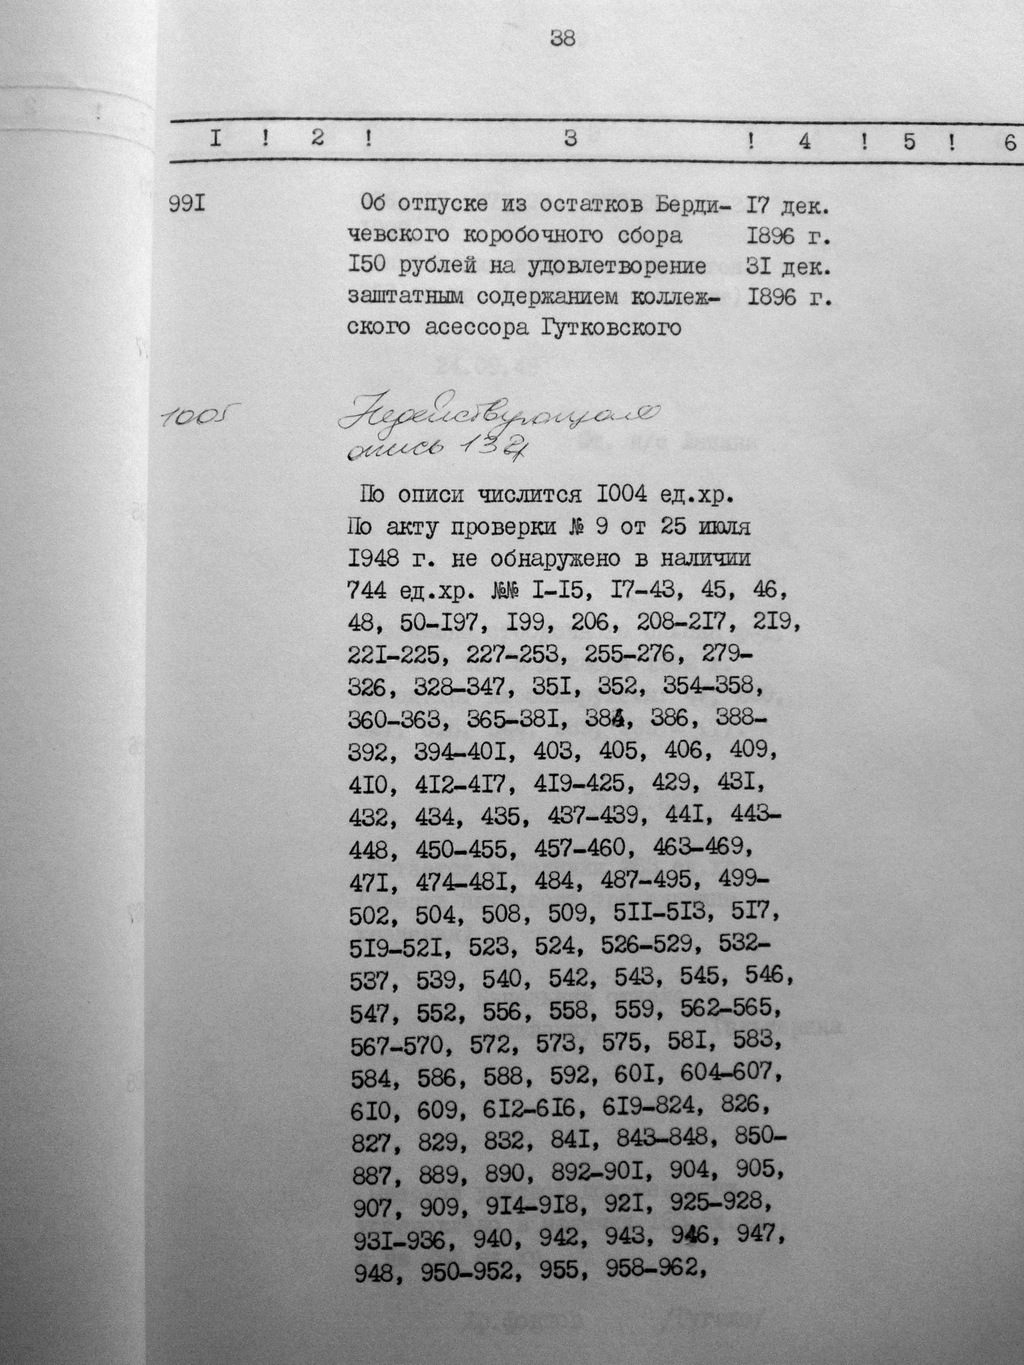 38
I ! 2 ! 3 ! 4 ! 5 ! 6
99I Об отпуске из остатков Берди- I7 дек.
чевского коробочного сбора I896 г.
I50 рублей на удовлетворение 3I дек.
заштатным содержанием коллеж- I896 г.
ского асессора Гутковского
1005 Недействующая
опись 132
По описи числится I004 ед.хр.
По акту проверки № 9 от 25 июля
I948 г. не обнаружено в наличии
744 ед.хр. №№ I-I5, I7-43, 45, 46,
48, 50-I97, I99, 206, 208-2I7, 2I9,
22I-225, 227-253, 255-276, 279-
326, 328-347, 35I, 352, 354-358,
360-363, 365-38I, 384, 386, 388-
392, 394-40I, 403, 405, 406, 409,
4I0, 4I2-4I7, 4I9-425, 429, 43I,
432, 434, 435, 437-439, 44I, 443-
448, 450-455, 457-460, 463-469,
47I, 474-48I, 484, 487-495, 499-
502, 504, 508, 509, 5II-5I3, 5I7,
5I9-52I, 523, 524, 526-529, 532-
537, 539, 540, 542, 543, 545, 546,
547, 552, 556, 558, 559, 562-565,
567-570, 572, 573, 575, 58I, 583,
584, 586, 588, 592, 60I, 604-607,
6I0, 609, 6I2-6I6, 6I9-824, 826,
827, 829, 832, 84I, 843-848, 850-
887, 889, 890, 892-90I, 904, 905,
907, 909, 9I4-9I8, 92I, 925-928,
93I-936, 940, 942, 943, 946, 947,
948, 950-952, 955, 958-962,